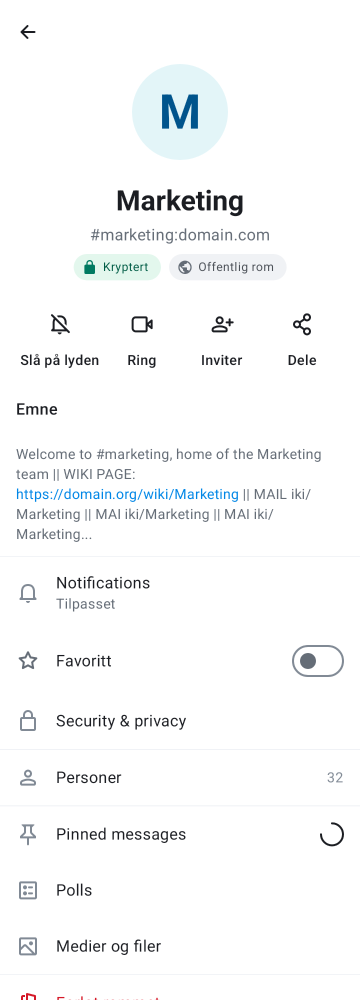 M
Marketing
#marketing:domain.com
Kryptert
Offentlig rom
Slå på lyden
Ring
Inviter
Dele
Emne
Welcome to #marketing, home of the Marketing
team || WIKI PAGE:
https://domain.org/wiki/Marketing || MAIL iki/
Marketing || MAI iki/Marketing || MAI iki/
Marketing...
Notifications
Tilpasset
Favoritt
Security & privacy
Personer 32
Pinned messages
Polls
Medier og filer